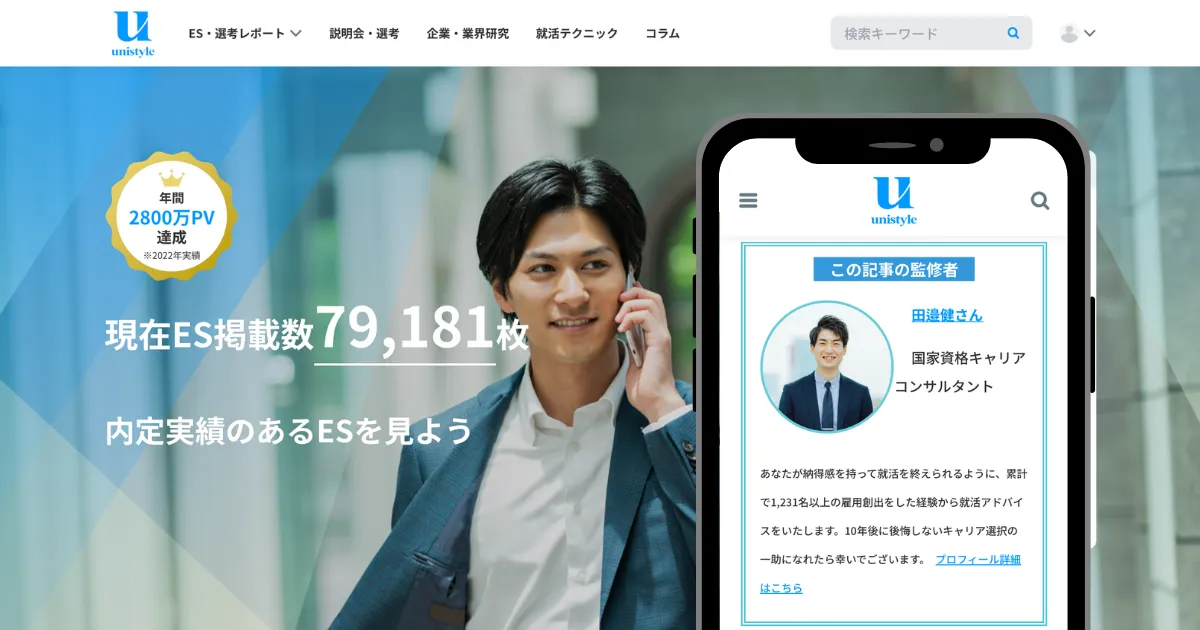 unistyle
ES・選考レポート
説明会・選考
企業・業界研究
就活テクニック
コラム
検索キーワード
年間
2800万PV
達成
※2022年実績
現在ES掲載数79,181枚
内定実績のあるESを見よう
unistyle
この記事の監修者
田邉健さん
国家資格キャリア
コンサルタント
あなたが納得感を持って就活を終えられるように、累計
で1,231名以上の雇用創出をした経験から就活アドバイ
スをいたします。10年後に後悔しないキャリア選択の
一助になれたら幸いでございます。 プロフィール詳細
はこちら